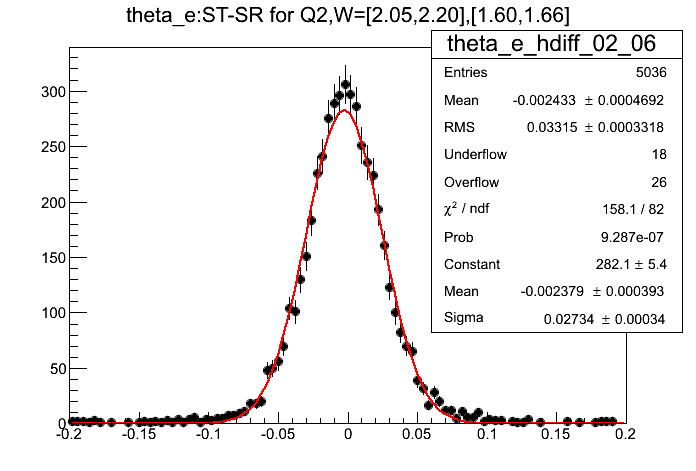 theta_e:ST-SR for Q2,W=[2.05,2.20],[1.60,1.66]
theta_e_hdiff_02_06
Entries 5036
Mean -0.002433 ± 0.0004692
RMS 0.03315 ± 0.0003318
Underflow 18
Overflow 26
χ² / ndf 158.1 / 82
Prob 9.287e-07
Constant 282.1 ± 5.4
Mean -0.002379 ± 0.000393
Sigma 0.02734 ± 0.00034
300
250
200
150
100
50
0
-0.2 -0.15 -0.1 -0.05 0 0.05 0.1 0.15 0.2